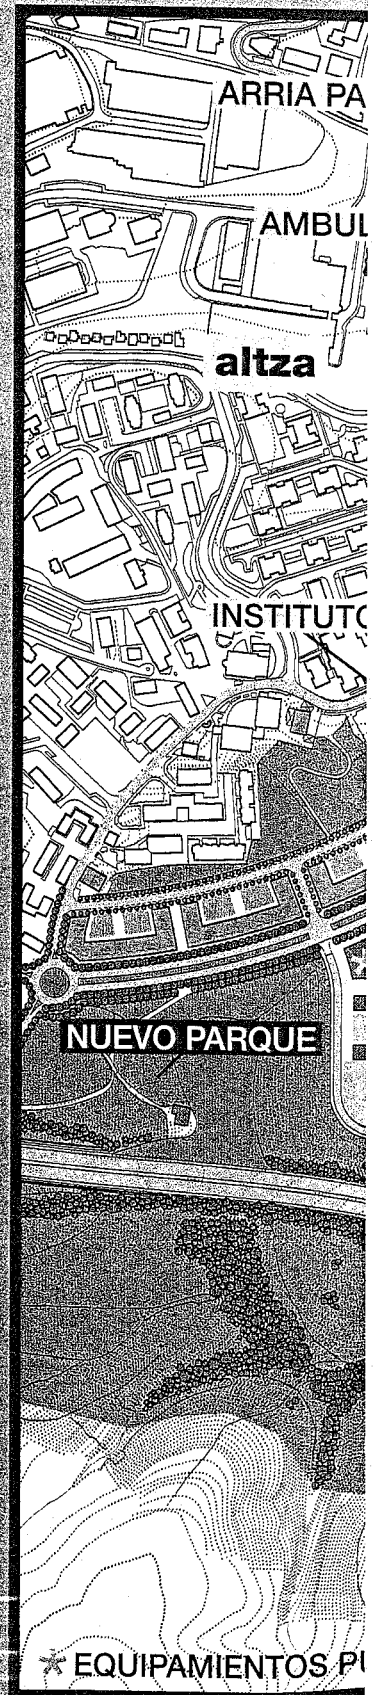 ARRIA PA
AMBUL
altza
INSTITUTO
NUEVO PARQUE
EQUIPAMIENTOS PU